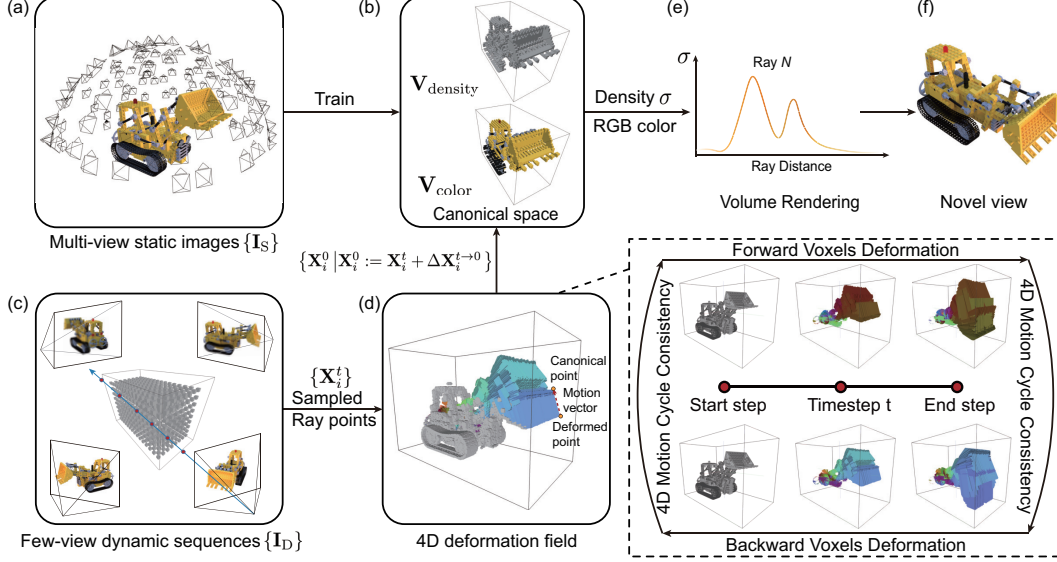 (a)
Multi-view static images {I_S}
Train
(b)
V_density
V_color
Canonical space
Density σ
RGB color
(e)
σ
Ray N
Ray Distance
Volume Rendering
(f)
Novel view
{X_i^0 | X_i^0 := X_i^t + ΔX_i^{t→0}}
(c)
Few-view dynamic sequences {I_D}
{X_i^t}
Sampled
Ray points
(d)
Canonical
point
Motion
vector
Deformed
point
4D deformation field
Forward Voxels Deformation
4D Motion Cycle Consistency
4D Motion Cycle Consistency
Start step
Timestep t
End step
Backward Voxels Deformation